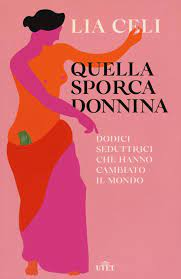 LIA CELI
QUELLA
SPORCA
DONNINA
DODICI
SEDUTTRICI
CHE HANNO
CAMBIATO
IL MONDO
UTET